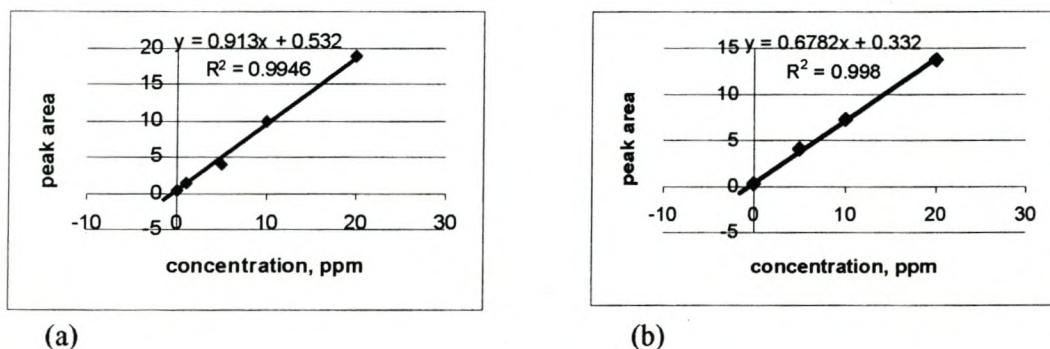 y = 0.913x + 0.532
R² = 0.9946
20
15
10
5
0
-5
-10 0 10 20 30
peak area
concentration, ppm
(a)
y = 0.6782x + 0.332
R² = 0.998
15
10
5
0
-5
-10 0 10 20 30
peak area
concentration, ppm
(b)